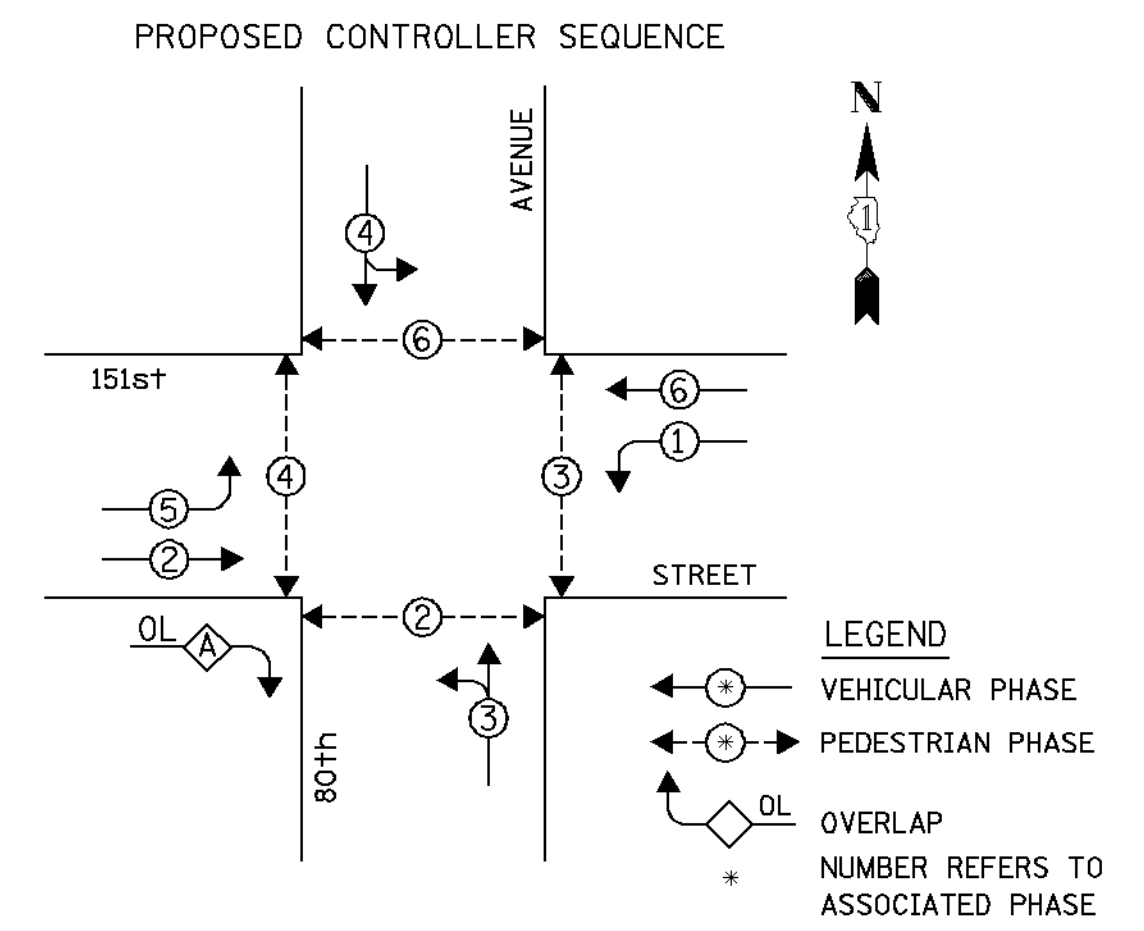 PROPOSED CONTROLLER SEQUENCE
N
AVENUE
1
4
6
151st
6
1
4
3
5
2
STREET
2
OL A
3
80th
LEGEND
* VEHICULAR PHASE
* PEDESTRIAN PHASE
OL OVERLAP
* NUMBER REFERS TO
ASSOCIATED PHASE